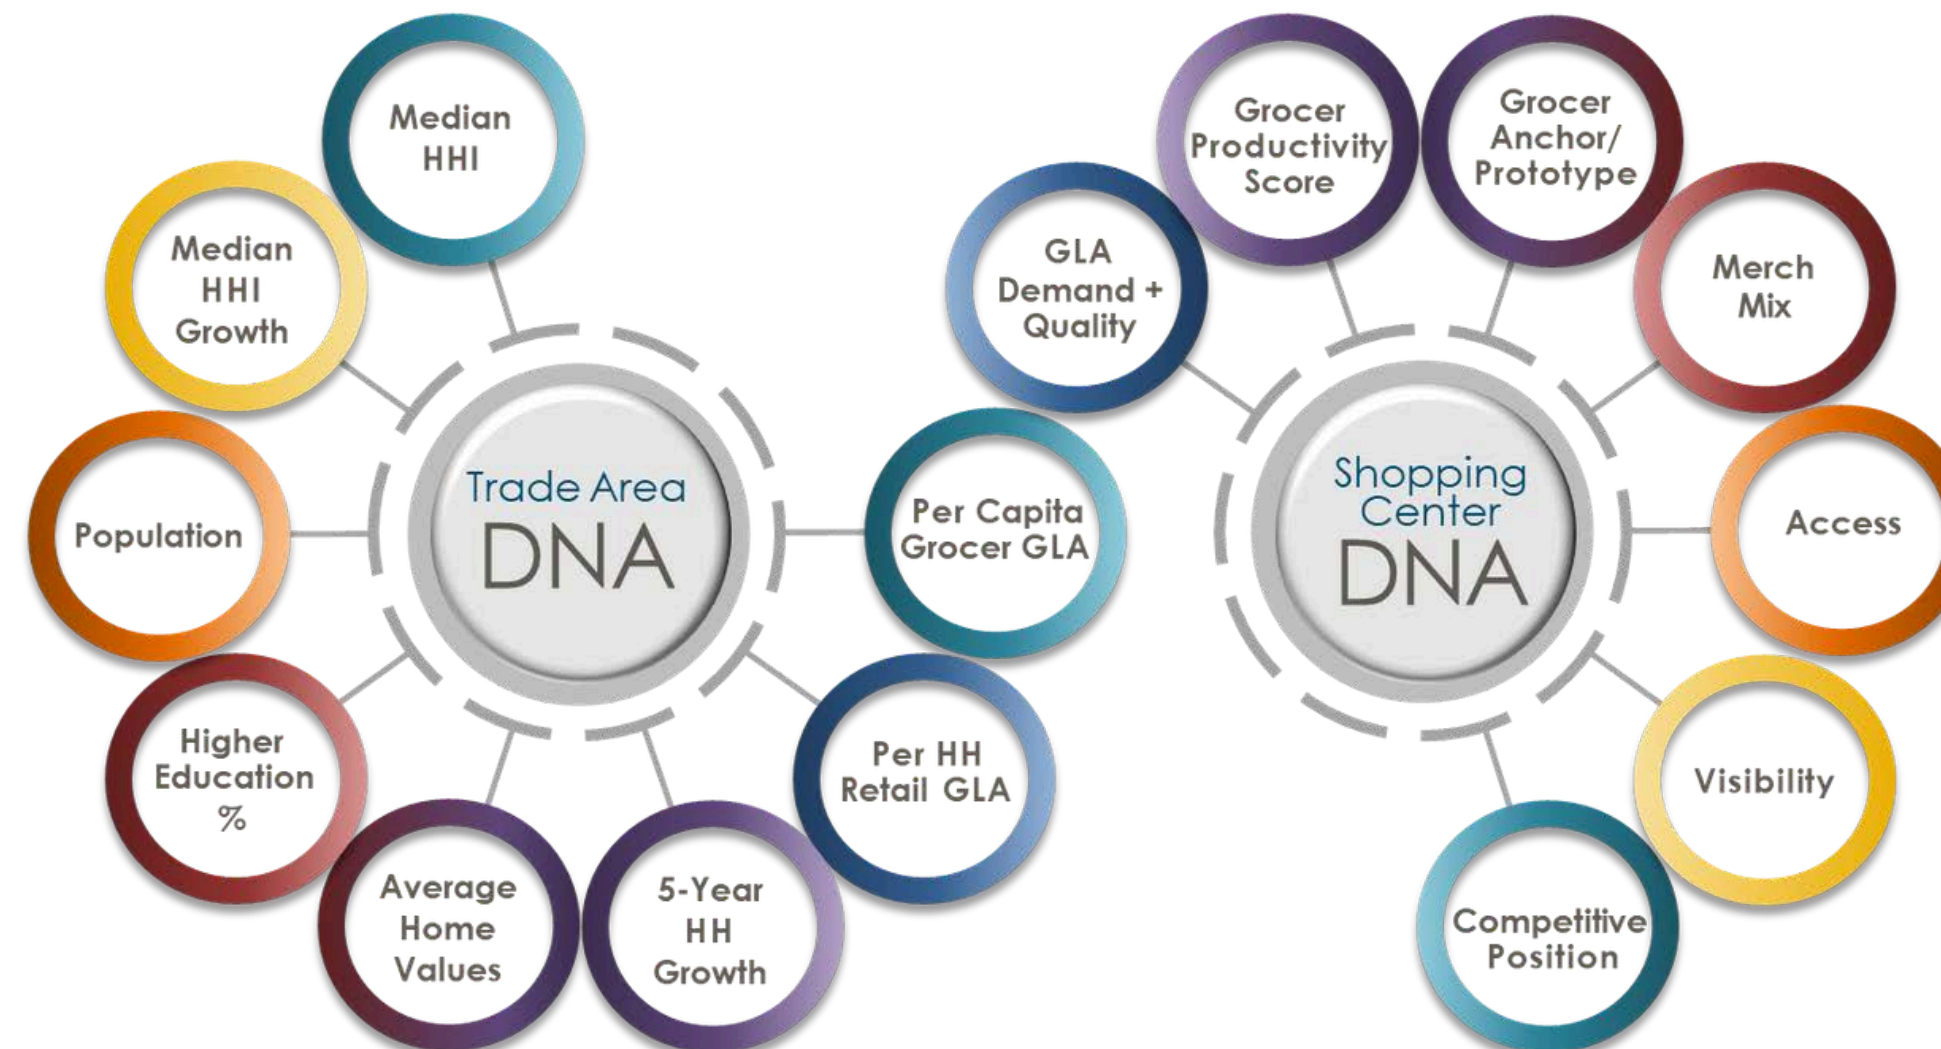 Median
HHI
Median
HHI
Growth
Population
Higher
Education
%
Average
Home
Values
5-Year
HH
Growth
Per HH
Retail GLA
Per Capita
Grocer GLA
Trade Area
DNA
GLA
Demand +
Quality
Grocer
Productivity
Score
Grocer
Anchor/
Prototype
Merch
Mix
Access
Visibility
Competitive
Position
Shopping
Center
DNA